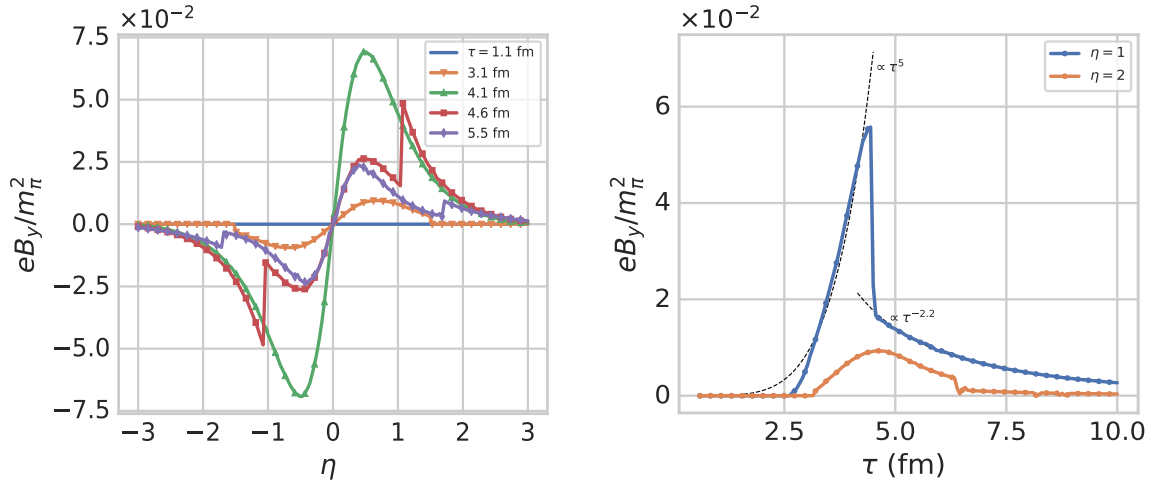 ×10⁻²
7.5
5.0
2.5
0.0
−2.5
−5.0
−7.5
eB_y/m_π²
−3 −2 −1 0 1 2 3
η
τ = 1.1 fm
3.1 fm
4.1 fm
4.6 fm
5.5 fm
×10⁻²
6
4
2
0
eB_y/m_π²
2.5 5.0 7.5 10.0
τ (fm)
∝ τ⁵
∝ τ⁻²·²
η = 1
η = 2